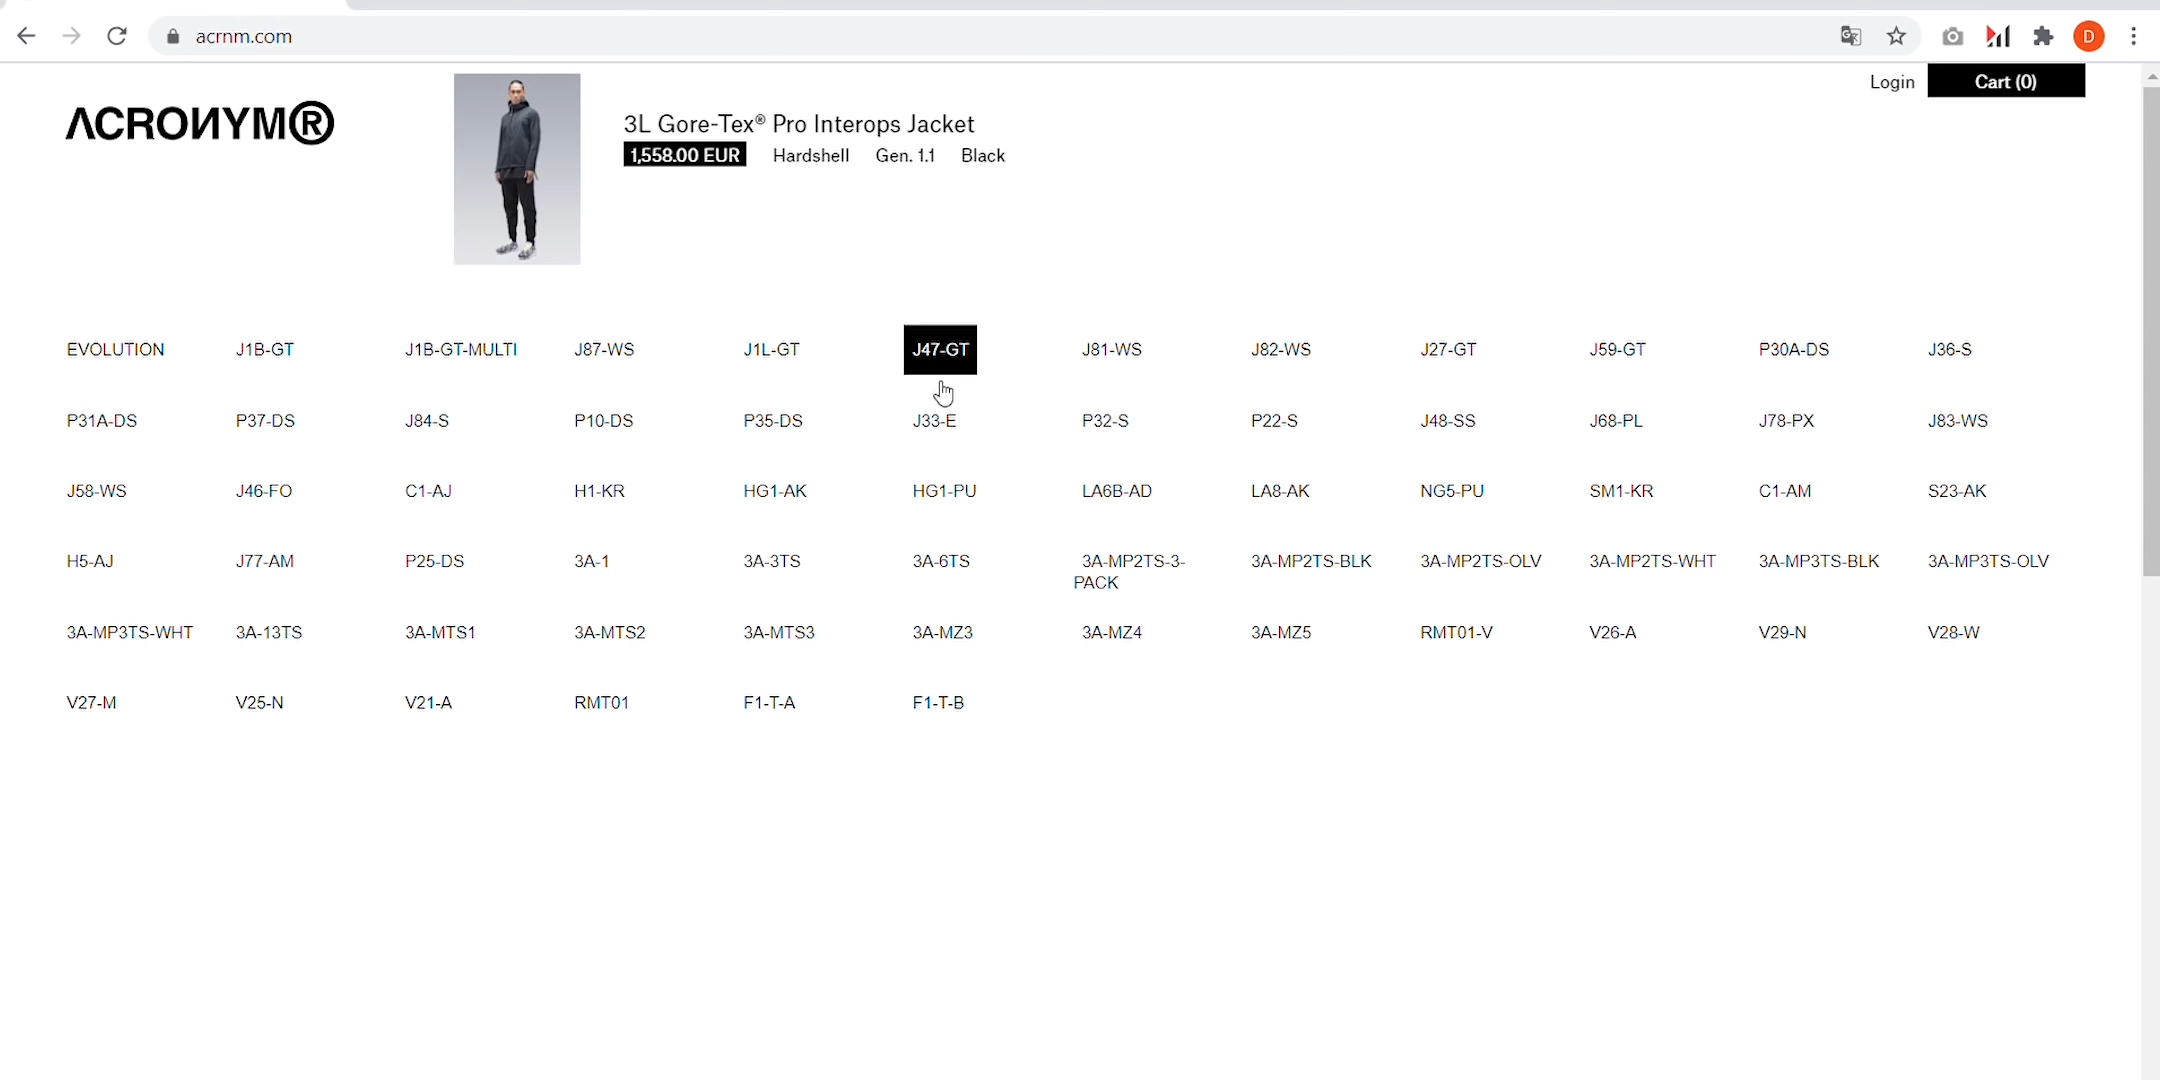 acrnm.com
D
Login
Cart (0)
ACRONYM®
3L Gore-Tex® Pro Interops Jacket
1,558.00 EUR Hardshell Gen. 1.1 Black
EVOLUTION J1B-GT J1B-GT-MULTI J87-WS J1L-GT J47-GT J81-WS J82-WS J27-GT J59-GT P30A-DS J36-S
P31A-DS P37-DS J84-S P10-DS P35-DS J33-E P32-S P22-S J48-SS J68-PL J78-PX J83-WS
J58-WS J46-FO C1-AJ H1-KR HG1-AK HG1-PU LA6B-AD LA8-AK NG5-PU SM1-KR C1-AM S23-AK
H5-AJ J77-AM P25-DS 3A-1 3A-3TS 3A-6TS 3A-MP2TS-3- 3A-MP2TS-BLK 3A-MP2TS-OLV 3A-MP2TS-WHT 3A-MP3TS-BLK 3A-MP3TS-OLV
PACK
3A-MP3TS-WHT 3A-13TS 3A-MTS1 3A-MTS2 3A-MTS3 3A-MZ3 3A-MZ4 3A-MZ5 RMT01-V V26-A V29-N V28-W
V27-M V25-N V21-A RMT01 F1-T-A F1-T-B